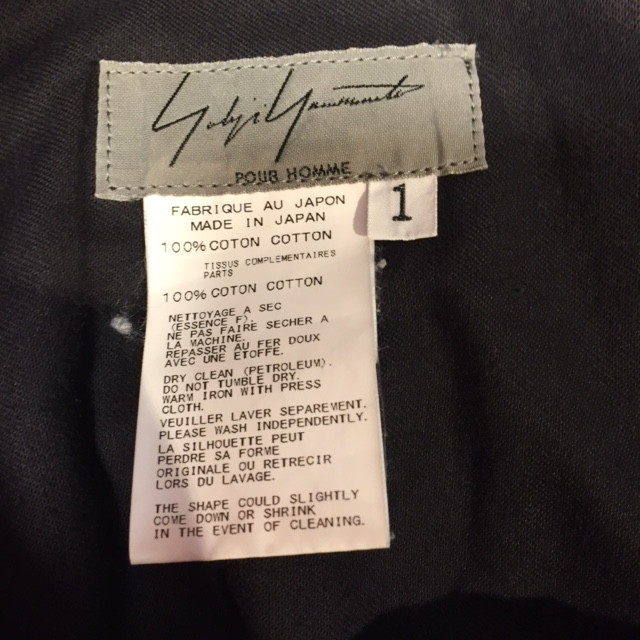 Yohji Yamamoto
POUR HOMME
1
FABRIQUE AU JAPON
MADE IN JAPAN
100% COTON COTTON
TISSUS COMPLEMENTAIRES
PARTS
100% COTON COTTON
NETTOYAGE A SEC
(ESSENCE F).
NE PAS FAIRE SECHER A
LA MACHINE.
REPASSER AU FER DOUX
AVEC UNE ETOFFE.
DRY CLEAN (PETROLEUM).
DO NOT TUMBLE DRY.
WARM IRON WITH PRESS
CLOTH.
VEUILLER LAVER SEPAREMENT.
PLEASE WASH INDEPENDENTLY.
LA SILHOUETTE PEUT
PERDRE SA FORME
ORIGINALE OU RETRECIR
LORS DU LAVAGE.
THE SHAPE COULD SLIGHTLY
COME DOWN OR SHRINK
IN THE EVENT OF CLEANING.